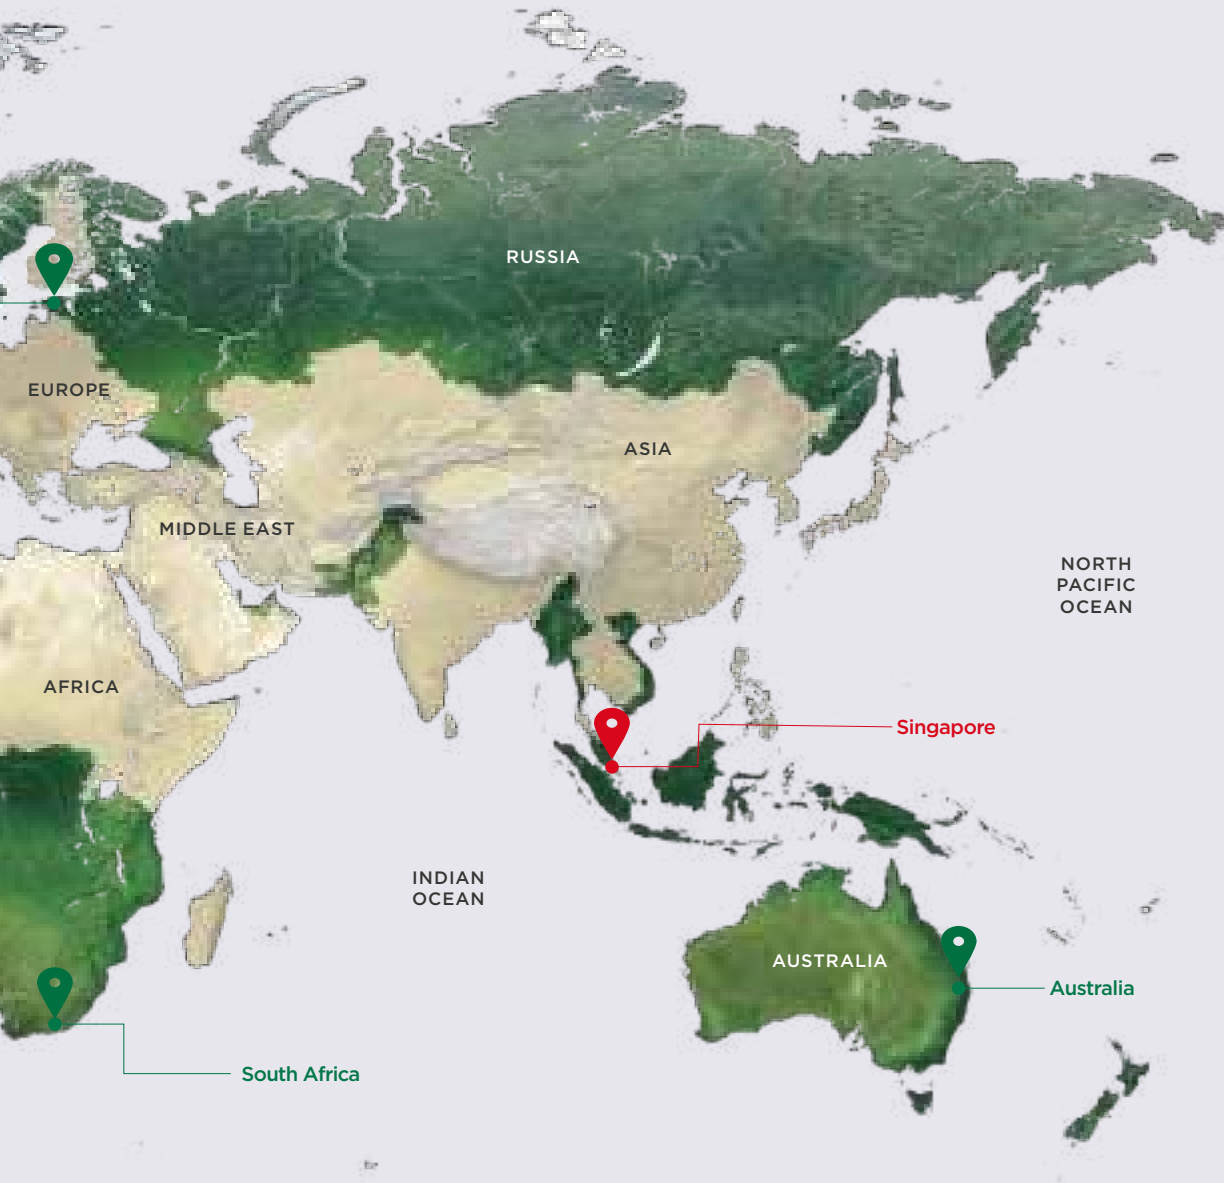 RUSSIA
EUROPE
ASIA
MIDDLE EAST
NORTH
PACIFIC
OCEAN
AFRICA
Singapore
INDIAN
OCEAN
AUSTRALIA
Australia
South Africa